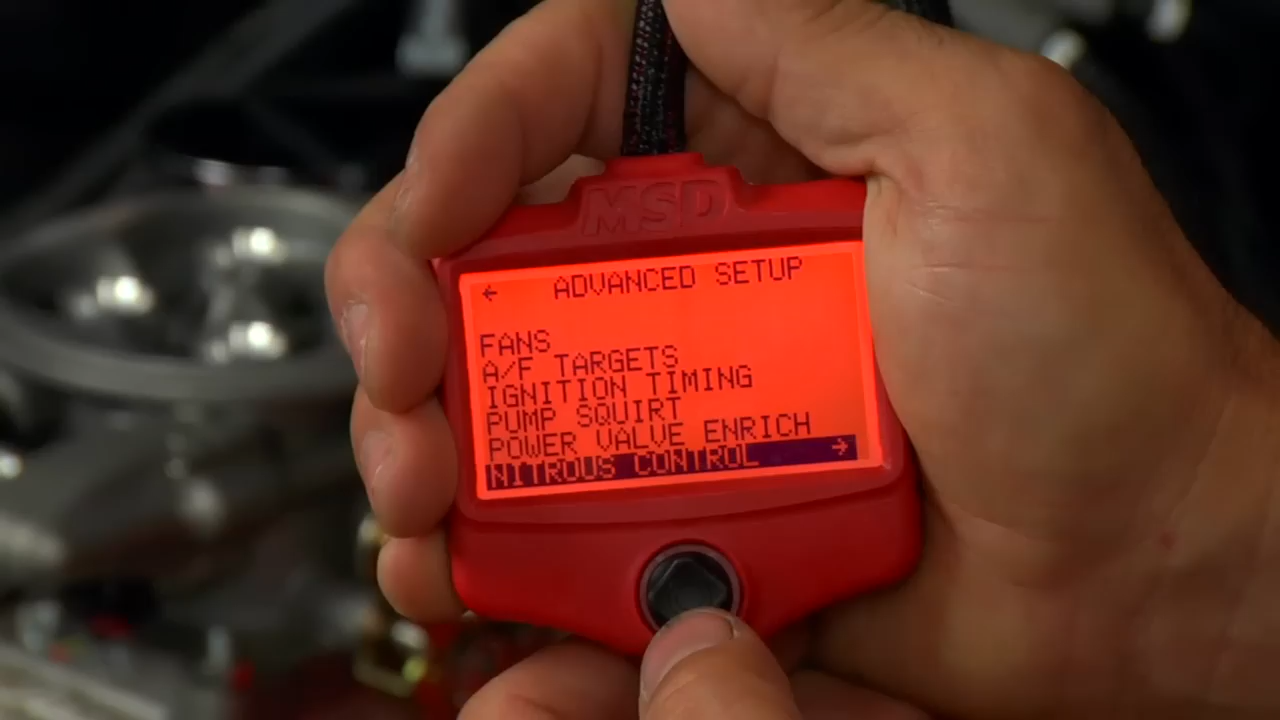 MSD
← ADVANCED SETUP
FANS
A/F TARGETS
IGNITION TIMING
PUMP SQUIRT
POWER VALVE ENRICH
NITROUS CONTROL →